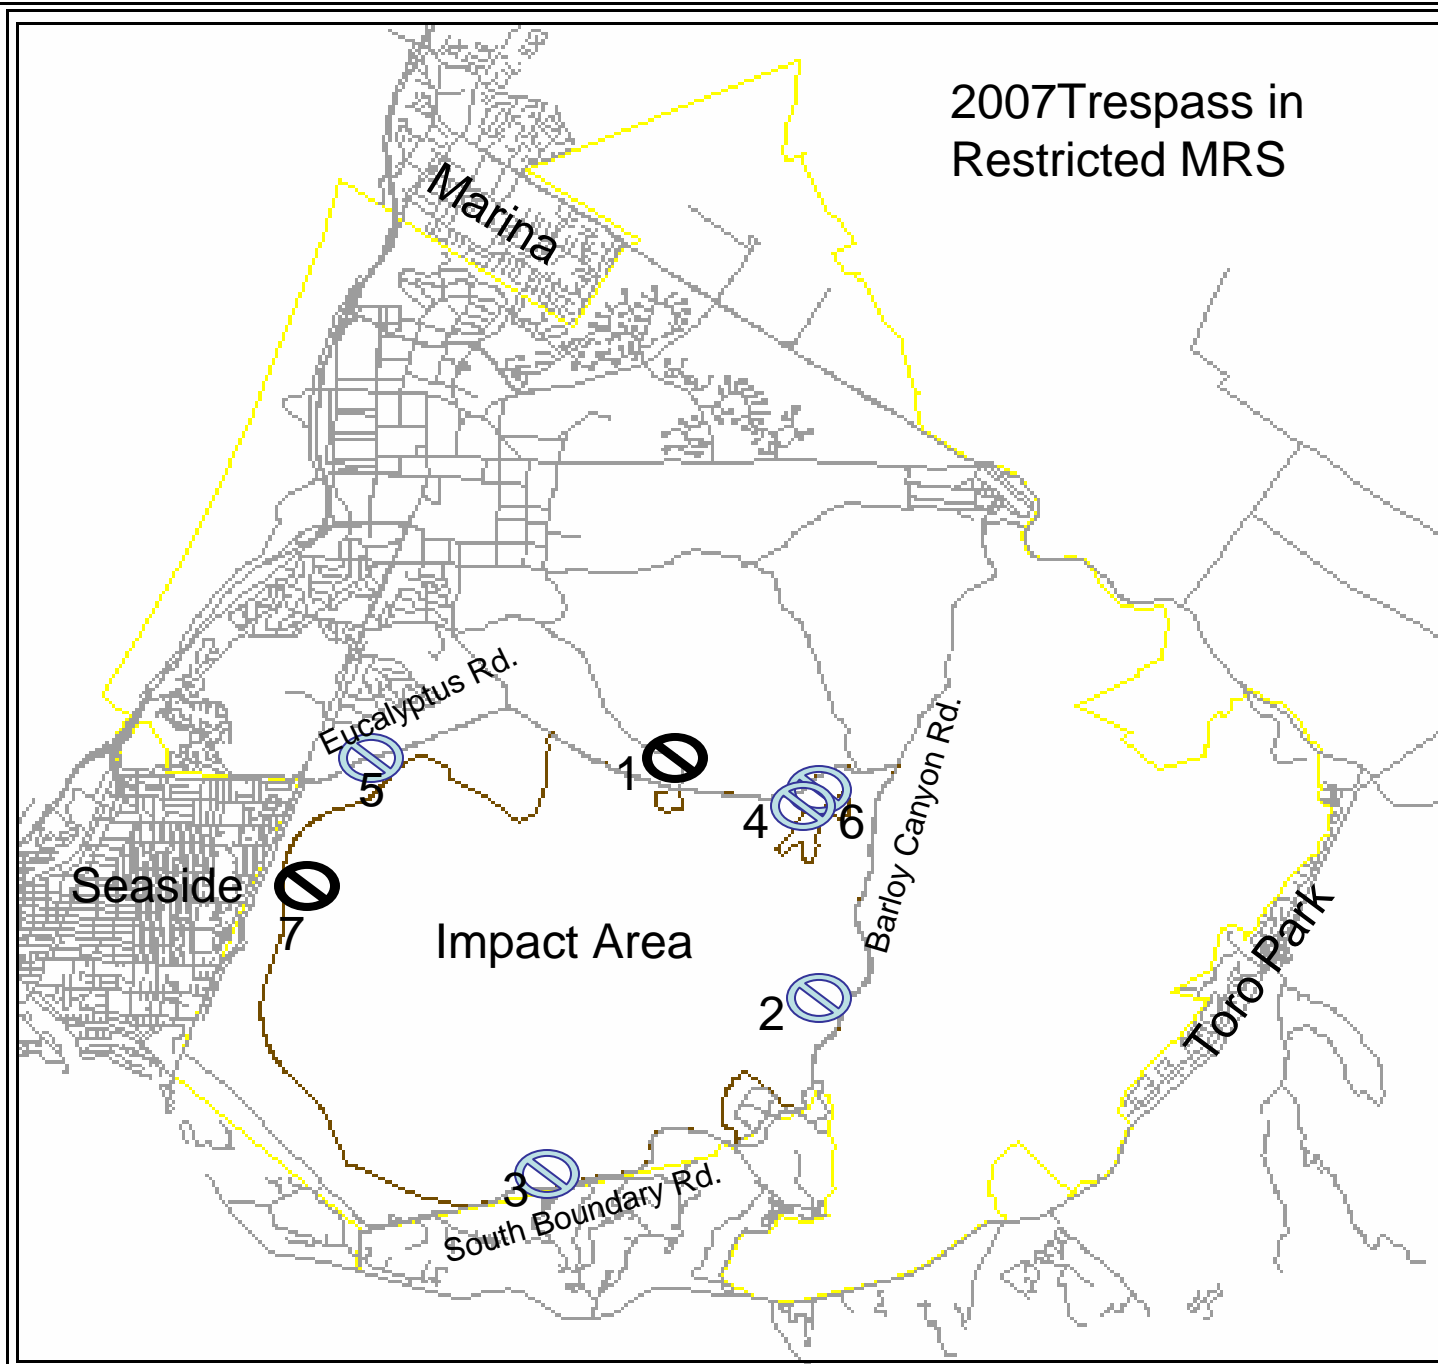 2007Trespass in
Restricted MRS
Marina
Eucalyptus Rd.
1
5
4
6
Seaside
7
Impact Area
Barloy Canyon Rd.
2
Toro Park
3
South Boundary Rd.